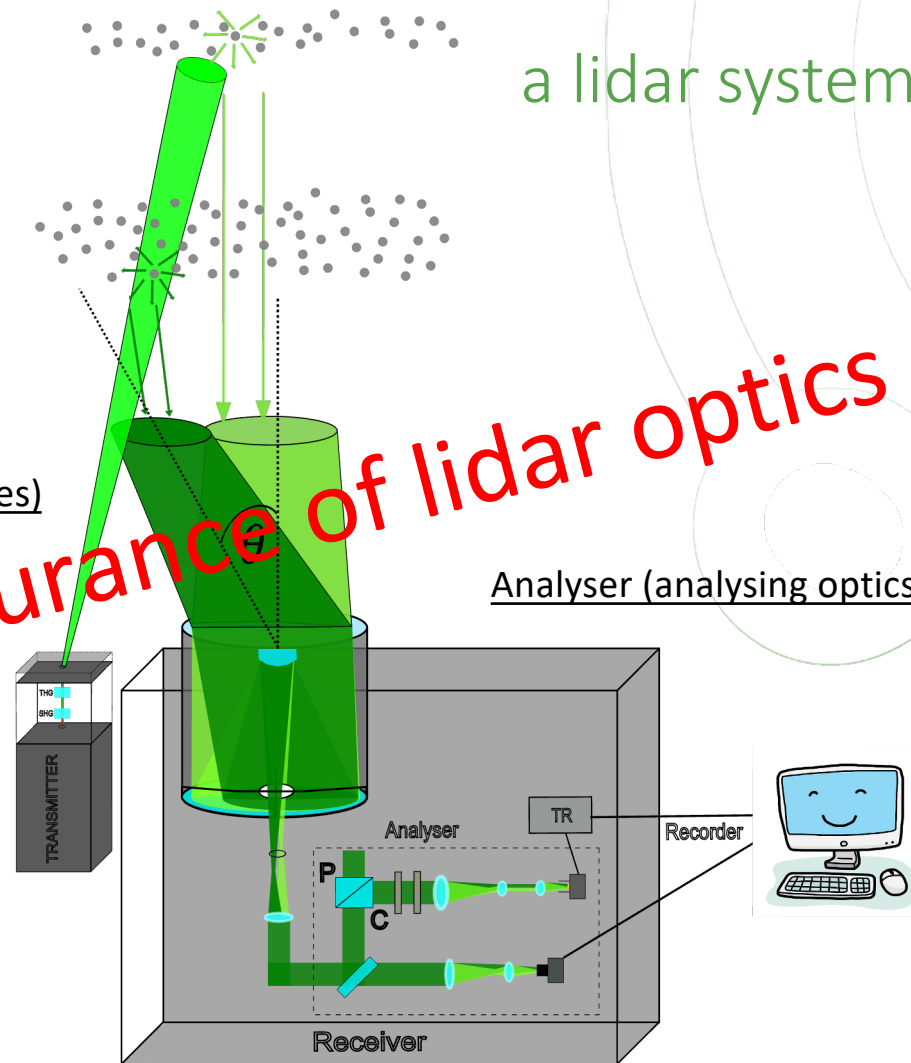 a lidar system
urance of lidar optics
es)
θ
Analyser (analysing optics
THG
SHG
TRANSMITTER
TR
Analyser
Recorder
P
C
Receiver